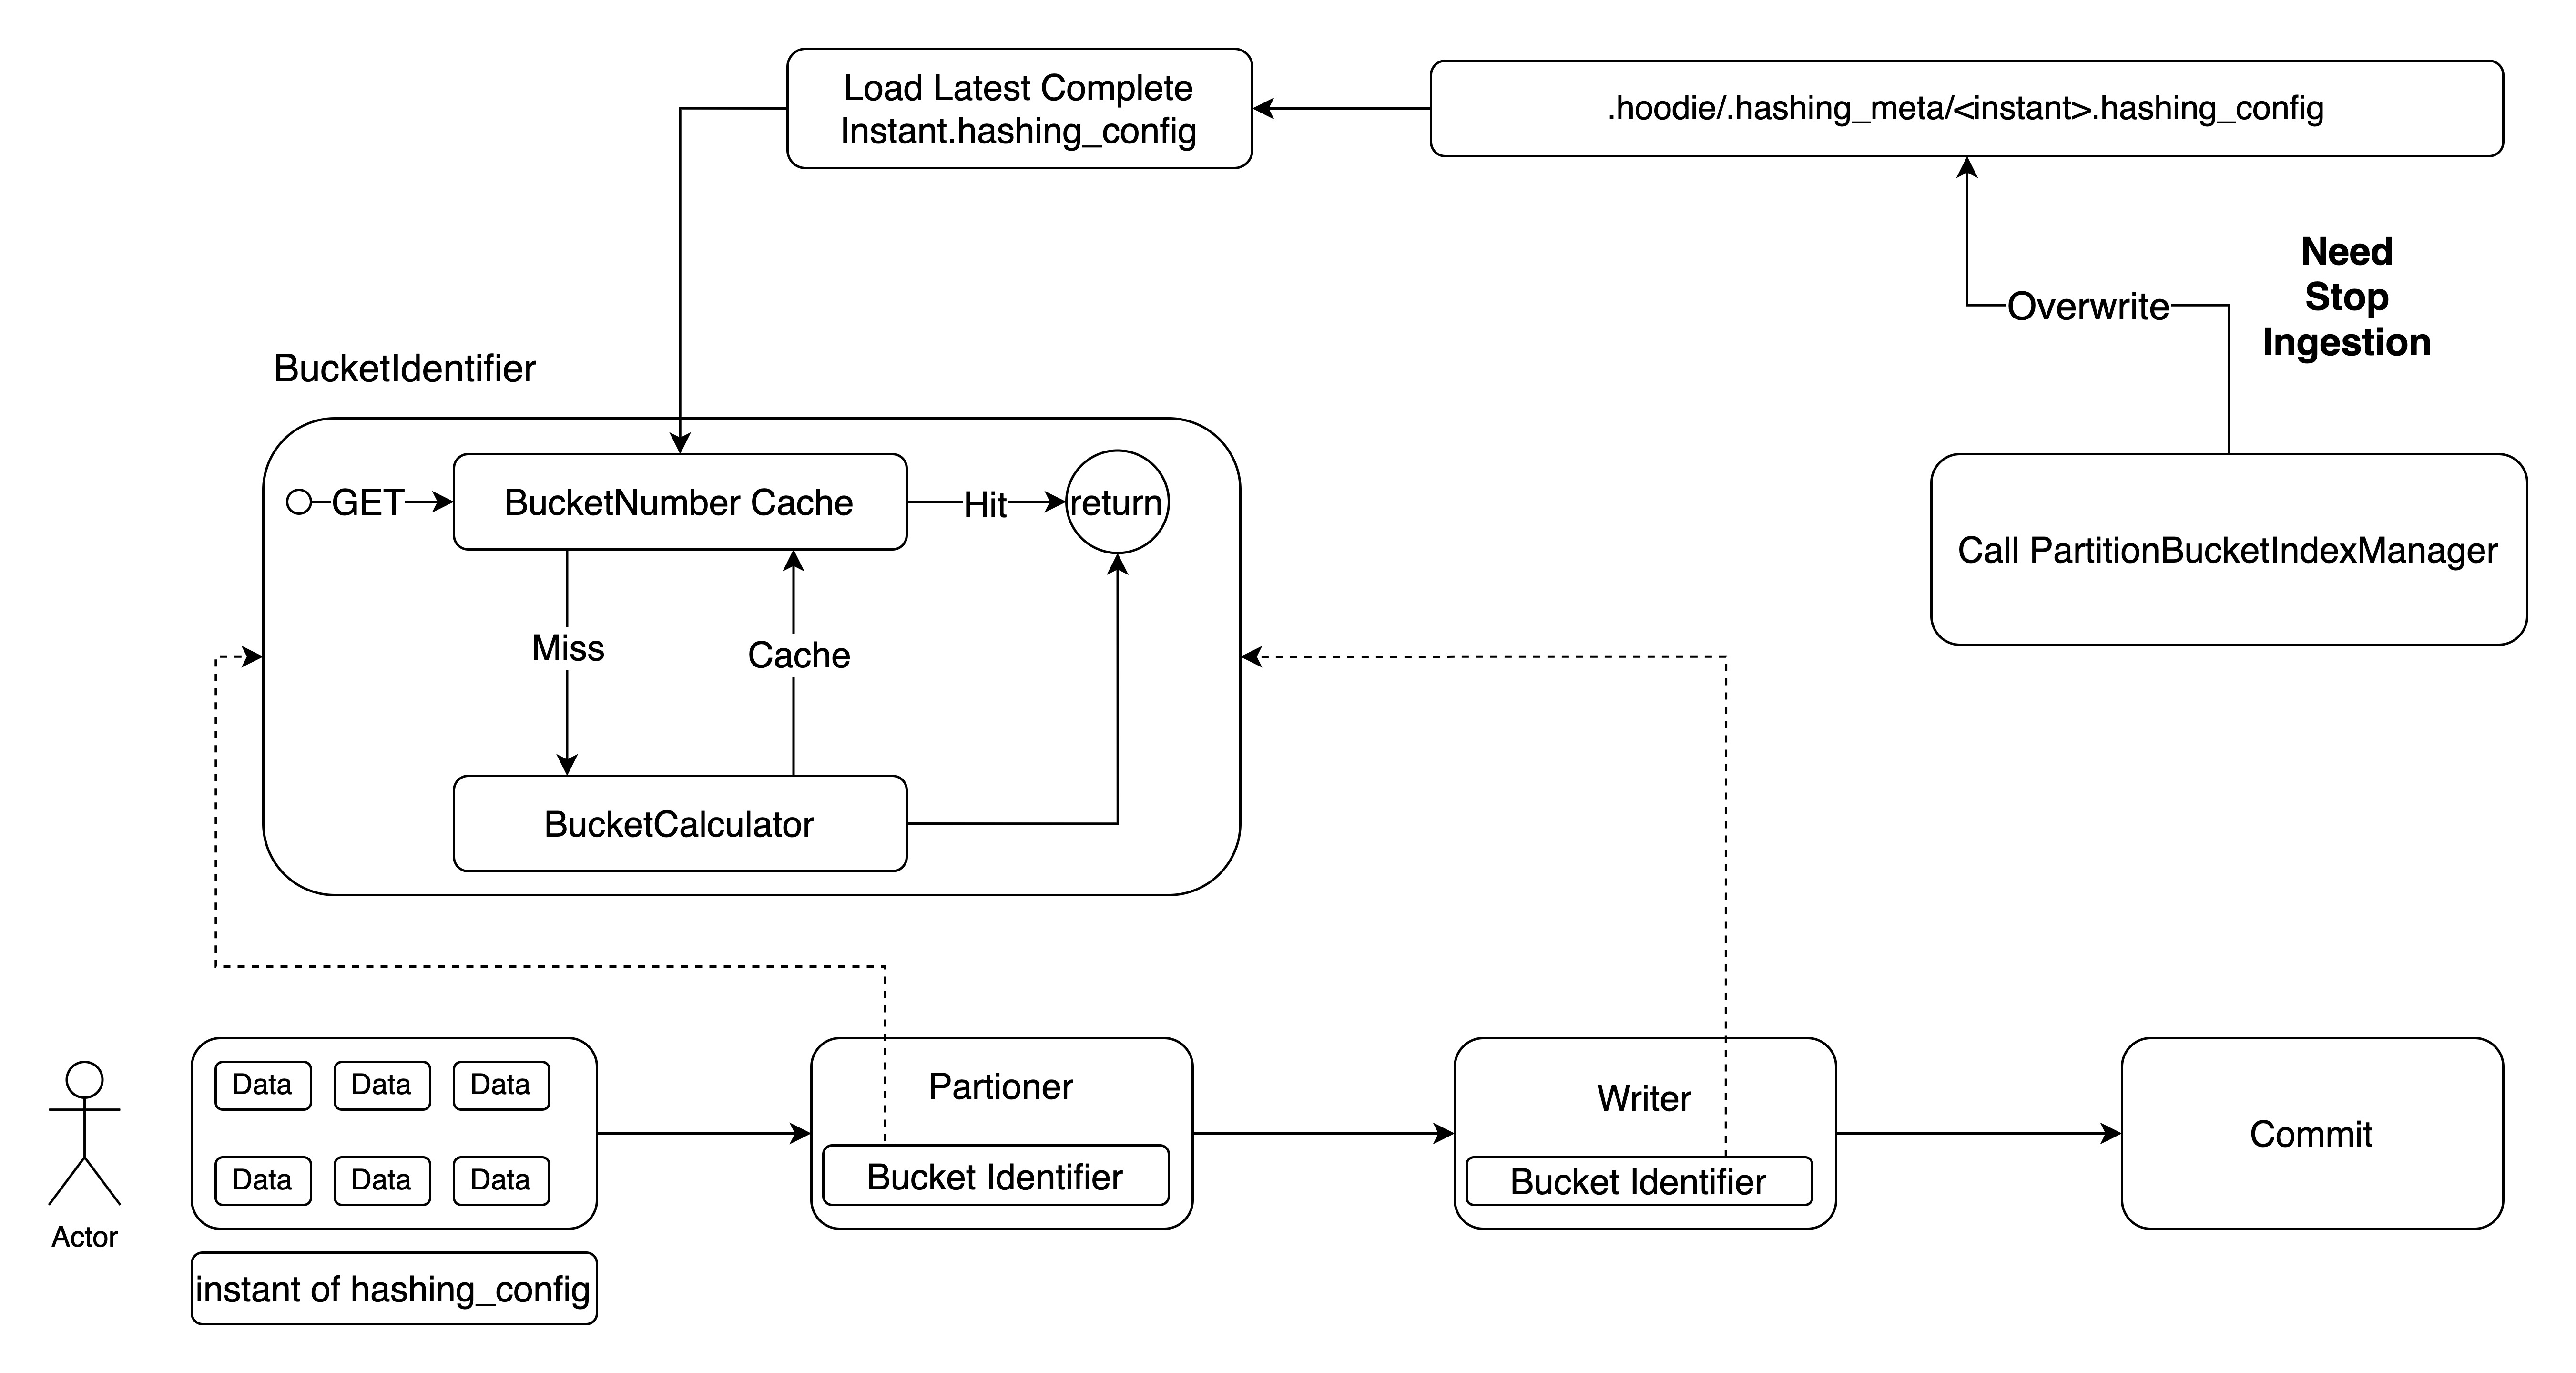 Load Latest Complete
Instant.hashing_config
.hoodie/.hashing_meta/<instant>.hashing_config
Need
Stop
Ingestion
Overwrite
BucketIdentifier
GET
BucketNumber Cache
Hit
return
Call PartitionBucketIndexManager
Miss
Cache
BucketCalculator
Data
Data
Data
Data
Data
Data
Actor
instant of hashing_config
Partioner
Bucket Identifier
Writer
Bucket Identifier
Commit